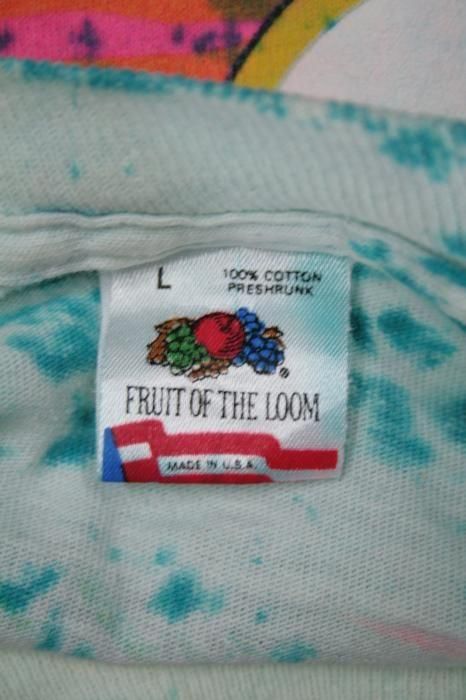 L
100% COTTON
PRESHRUNK
®
FRUIT OF THE LOOM
MADE IN U.S.A.